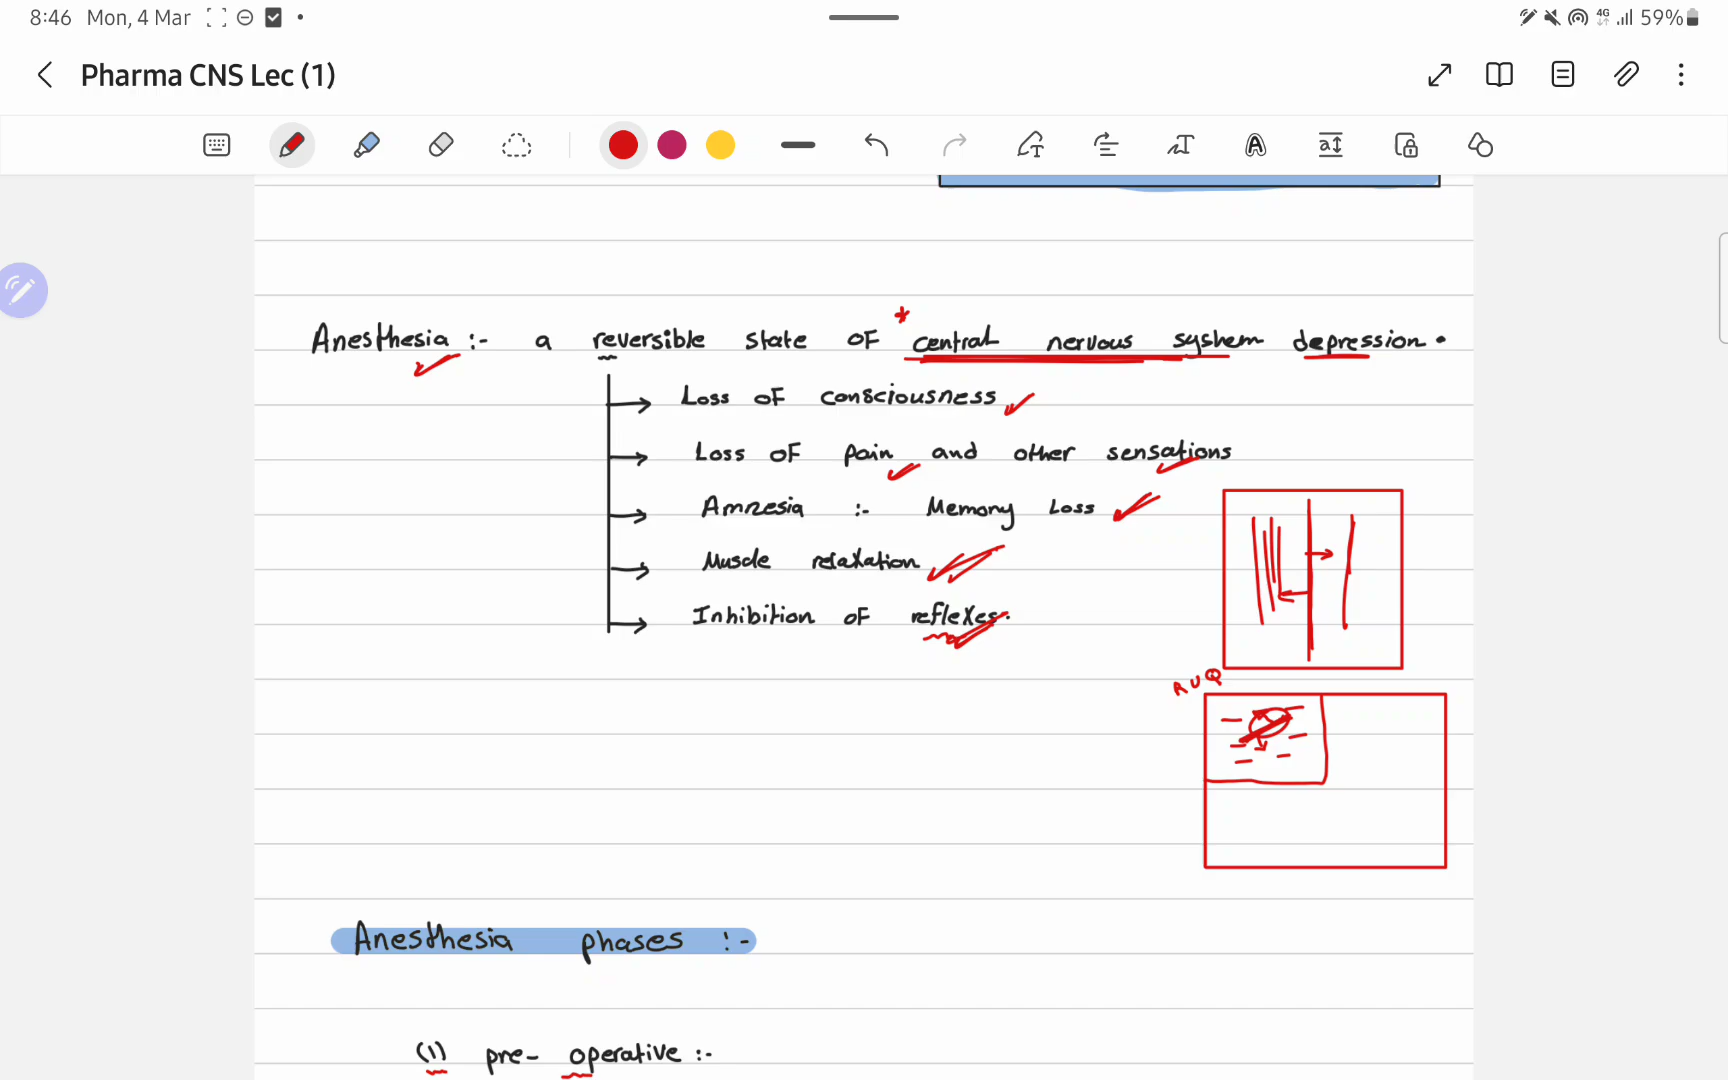 8:46 Mon, 4 Mar 4G 59%
Pharma CNS Lec (1)
Anesthesia :- a reversible state of * central nervous system depression.
Loss of consciousness
Loss of pain and other sensations
Amnesia :- Memory Loss
Muscle relaxation
Inhibition of reflexes.
RUQ
Anesthesia phases :-
(1) pre-operative :-